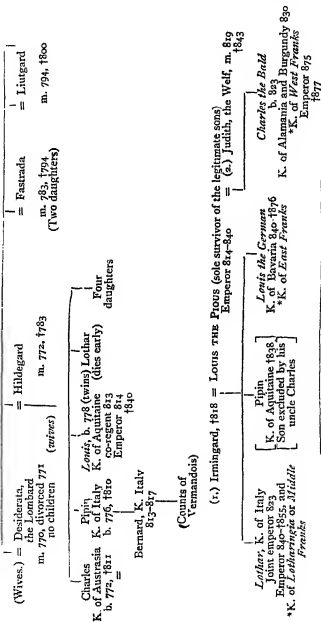 (Wives.) = Desiderata, = Hildegard = Fastrada = Liutgard
the Lombard
m. 770, divorced 771 m. 772, †783 m. 783, †794 m. 794, †800
no children (wives) (Two daughters)
Charles Pipin Louis, b. 778 (twins) Lothar Four
K. of Austrasia K. of Italy K. of Aquitaine (dies early) daughters
b. 772, †811 b. 776, †810 co-regent 813
= Emperor 814
†840
Bernard, K. Italy
813–817
(Counts of
Vermandois)
(1.) Irmingard, †818 = LOUIS THE PIOUS (sole survivor of the legitimate sons)
Emperor 814–840 = (2.) Judith, the Welf, m. 819
†843
Lothar, K. of Italy Pipin Louis the German Charles the Bald
Joint emperor 823 K. of Aquitaine †838 K. of Bavaria 840–†876 b. 823
Emperor 840–†855, and Son excluded by his *K. of East Franks K. of Alamania and Burgundy 830
*K. of Lotharingia or Middle uncle Charles *K. of West Franks
Franks Emperor 875
†877